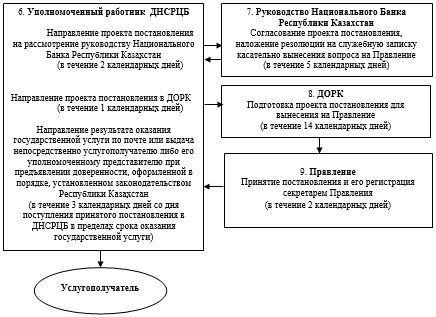 6. Уполномоченный работник ДНСРЦБ
Направление проекта постановления
на рассмотрение руководству Национального
Банка Республики Казахстан
(в течение 2 календарных дней)
Направление проекта постановления в ДОРК
(в течение 1 календарных дней)
Направление результата оказания
государственной услуги по почте или выдача
непосредственно услугополучателю либо его
уполномоченному представителю при
предъявлении доверенности, оформленной в
порядке, установленном законодательством
Республики Казахстан
(в течение 3 календарных дней со дня
поступления принятого постановления в
ДНСРЦБ в пределах срока оказания
государственной услуги)
7. Руководство Национального Банка
Республики Казахстан
Согласование проекта постановления,
наложение резолюции на служебную записку
касательно вынесения вопроса на Правление
(в течение 5 календарных дней)
8. ДОРК
Подготовка проекта постановления для
вынесения на Правление
(в течение 14 календарных дней)
9. Правление
Принятие постановления и его регистрация
секретарем Правления
(в течение 2 календарных дней)
Услугополучатель